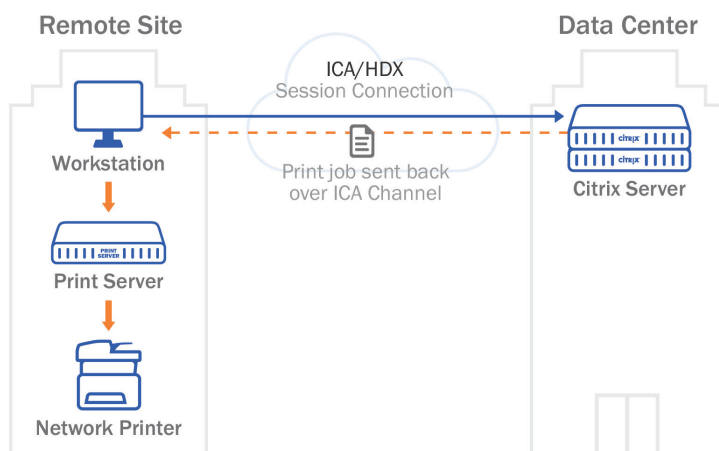 Remote Site
Data Center
ICA/HDX
Session Connection
citrix
citrix
Print job sent back
over ICA Channel
Workstation
Citrix Server
PRINT
SERVER
Print Server
Network Printer